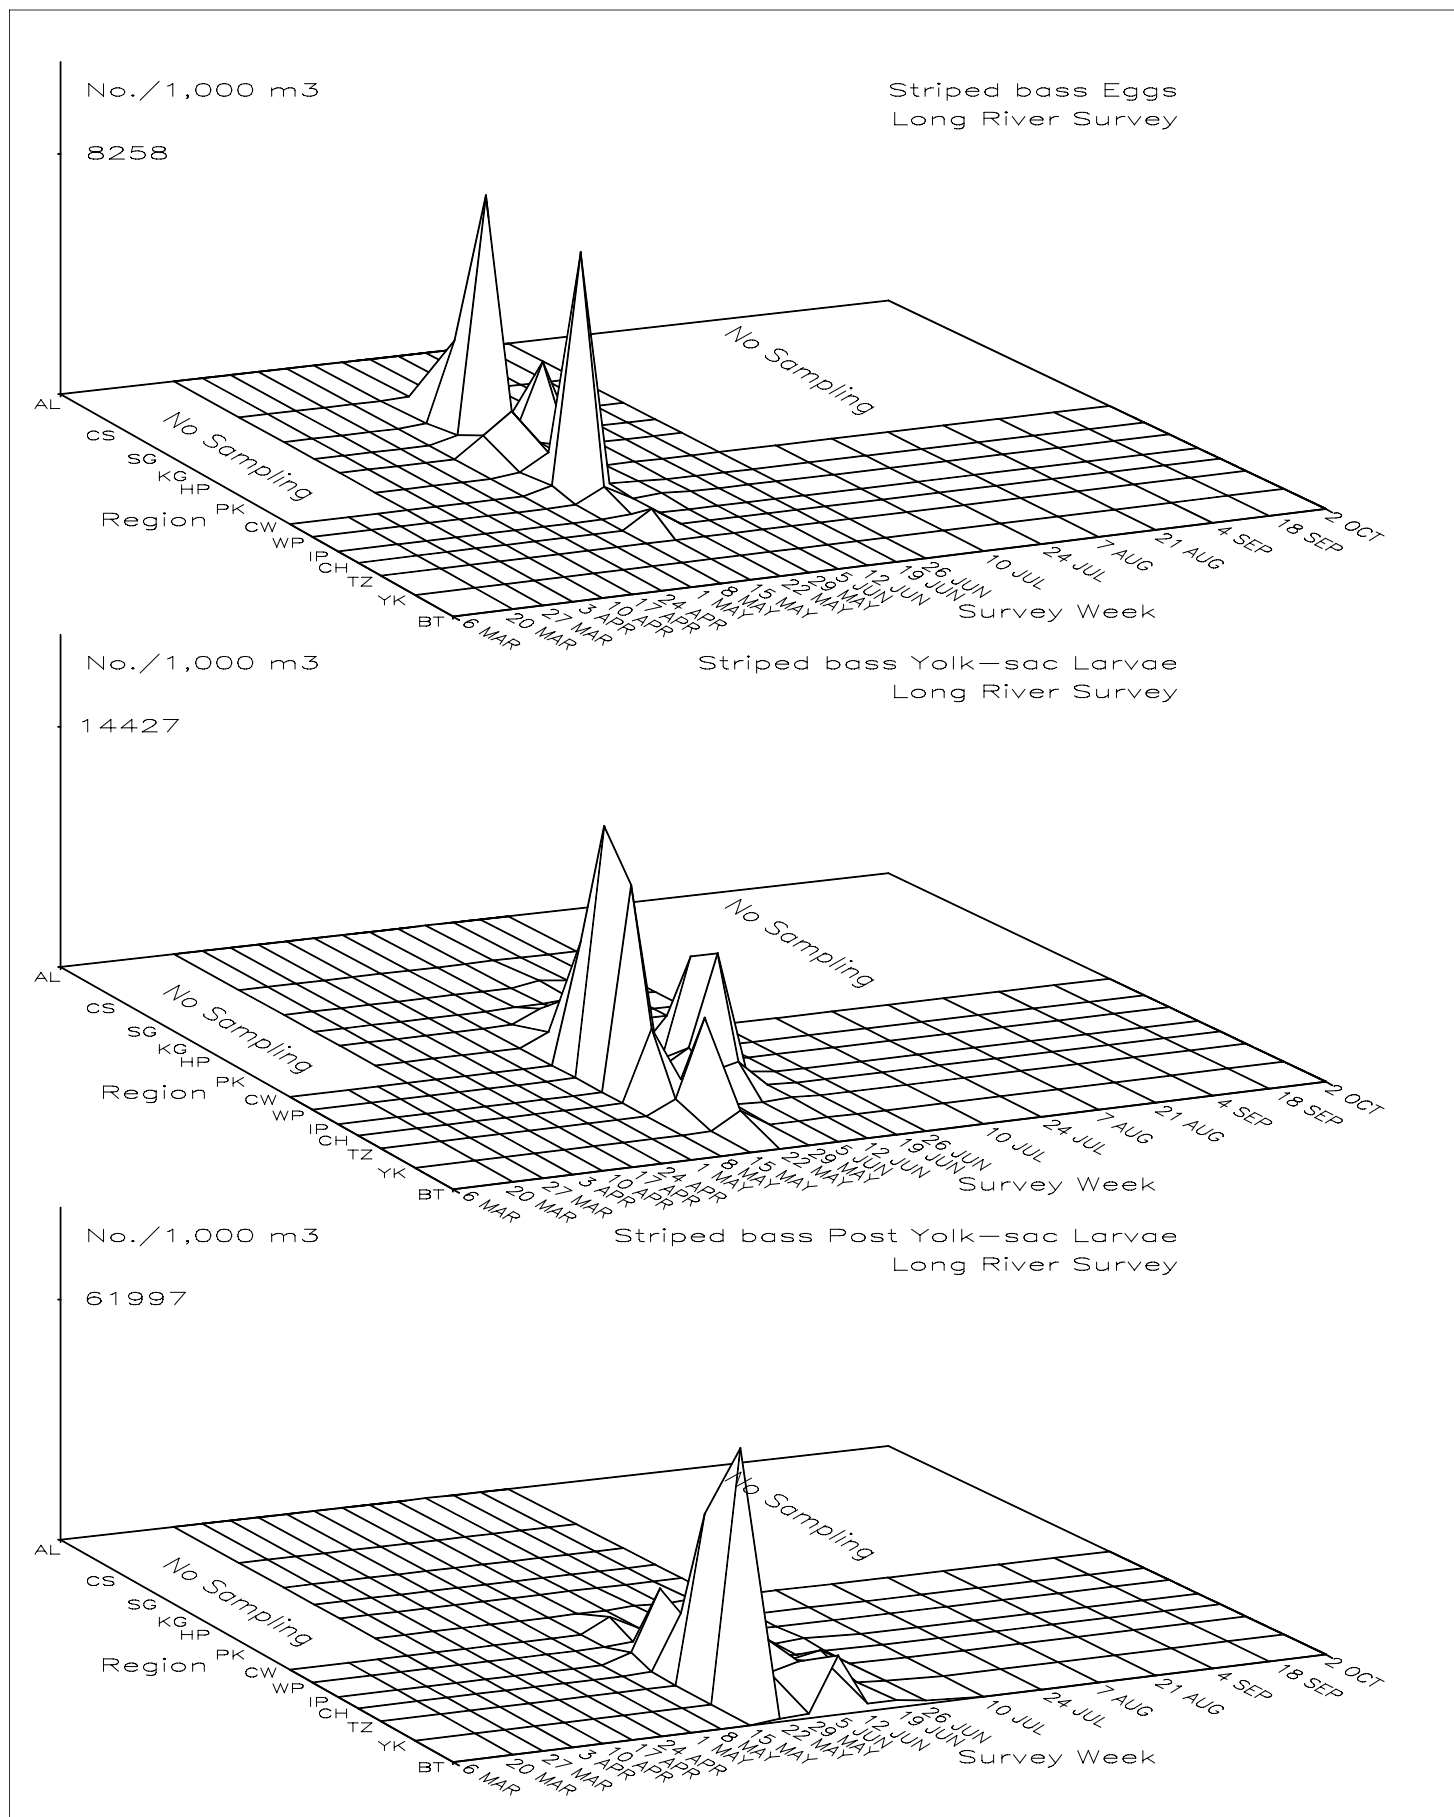 No./1,000 m3
Striped bass Eggs
Long River Survey
8258
No Sampling
No Sampling
AL
CS
SG
KG
HP
PK
CW
WP
IP
CH
TZ
YK
BT
Region
6 MAR
20 MAR
27 MAR
3 APR
10 APR
17 APR
24 APR
1 MAY
8 MAY
15 MAY
22 MAY
29 MAY
5 JUN
12 JUN
19 JUN
26 JUN
10 JUL
24 JUL
7 AUG
21 AUG
4 SEP
18 SEP
2 OCT
Survey Week
No./1,000 m3
Striped bass Yolk-sac Larvae
Long River Survey
14427
No Sampling
No Sampling
AL
CS
SG
KG
HP
PK
CW
WP
IP
CH
TZ
YK
BT
Region
6 MAR
20 MAR
27 MAR
3 APR
10 APR
17 APR
24 APR
1 MAY
8 MAY
15 MAY
22 MAY
29 MAY
5 JUN
12 JUN
19 JUN
26 JUN
10 JUL
24 JUL
7 AUG
21 AUG
4 SEP
18 SEP
2 OCT
Survey Week
No./1,000 m3
Striped bass Post Yolk-sac Larvae
Long River Survey
61997
No Sampling
No Sampling
AL
CS
SG
KG
HP
PK
CW
WP
IP
CH
TZ
YK
BT
Region
6 MAR
20 MAR
27 MAR
3 APR
10 APR
17 APR
24 APR
1 MAY
8 MAY
15 MAY
22 MAY
29 MAY
5 JUN
12 JUN
19 JUN
26 JUN
10 JUL
24 JUL
7 AUG
21 AUG
4 SEP
18 SEP
2 OCT
Survey Week